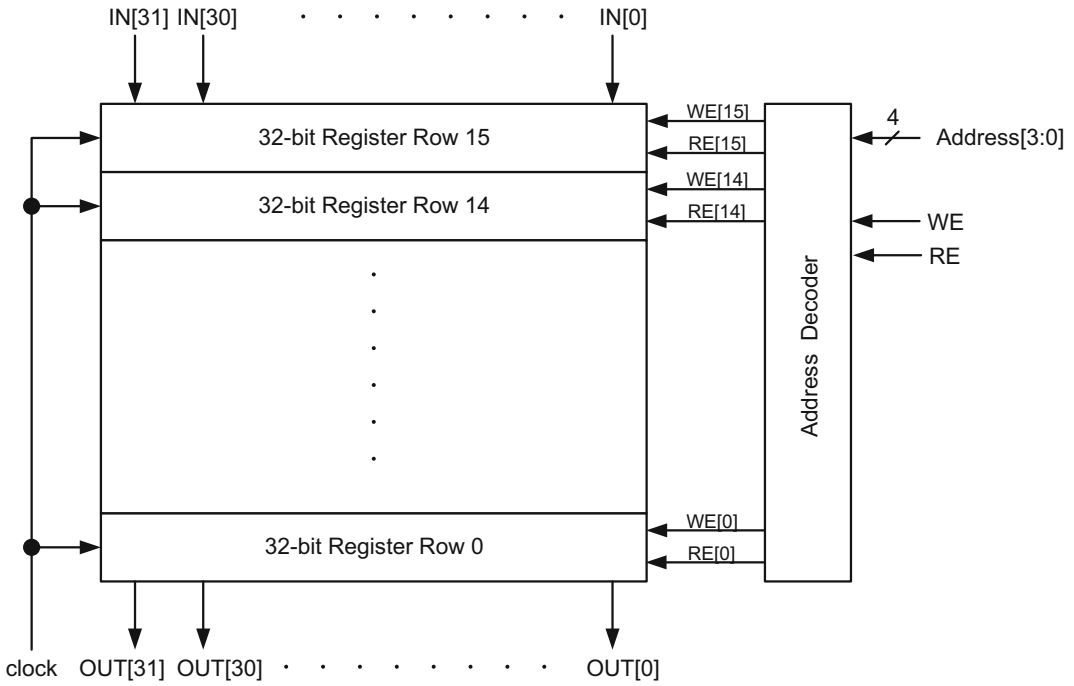 IN[31] IN[30] . . . . . . . . . IN[0]
32-bit Register Row 15
WE[15]
RE[15]
4
Address[3:0]
32-bit Register Row 14
WE[14]
RE[14]
WE
RE
Address Decoder
32-bit Register Row 0
WE[0]
RE[0]
clock OUT[31] OUT[30] . . . . . . . . . OUT[0]